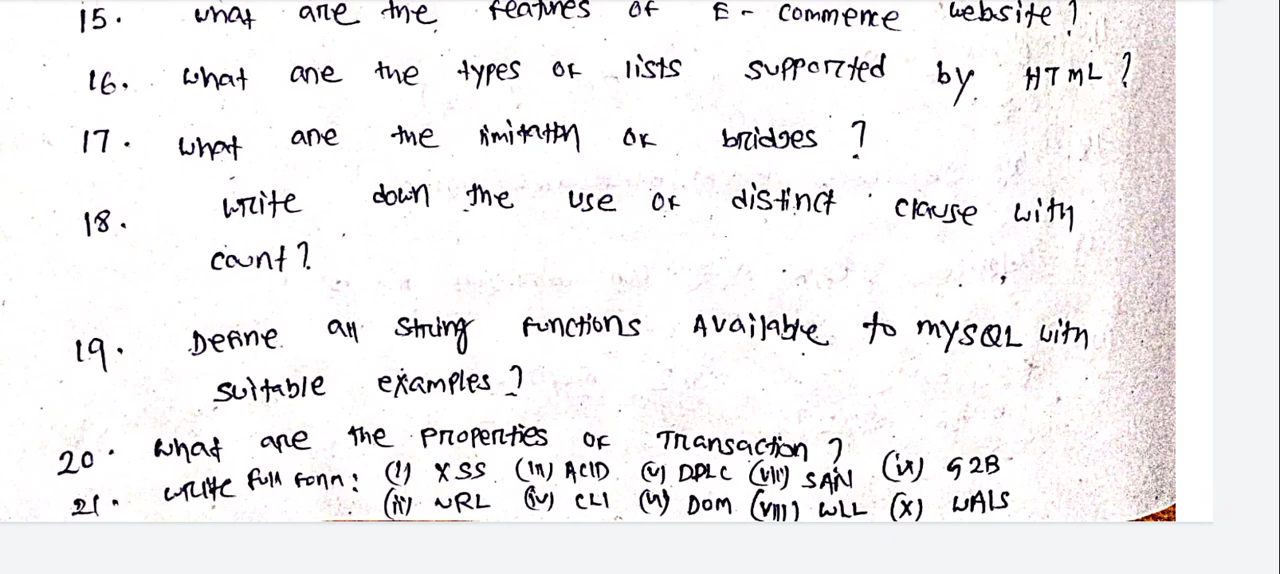 15. what are the features of E - commerce website?
16. what are the types of lists supported by HTML?
17. what are the limitation of bridges?
18. write down the use of distinct clause with
count?
19. Define all string functions Available to mySQL with
suitable examples?
20. what are the properties of Transaction?
21. write full form: (i) XSS (iii) ACID (v) DPLC (vii) SAN (ix) G2B
(ii) URL (iv) CLI (vi) DOM (viii) WLL (x) WAIS